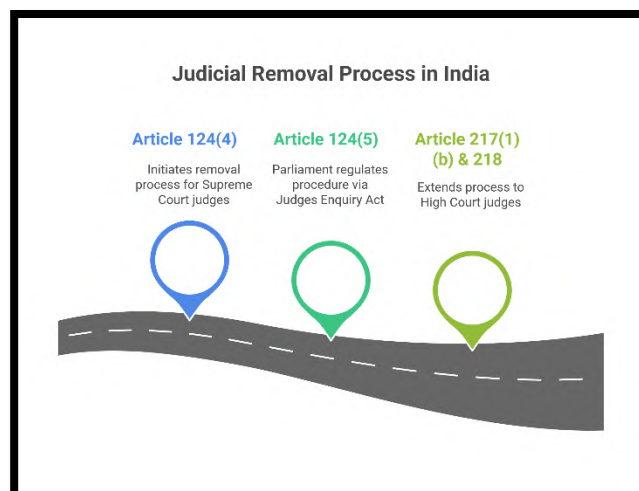 Judicial Removal Process in India
Article 124(4)
Initiates removal
process for Supreme
Court judges
Article 124(5)
Parliament regulates
procedure via
Judges Enquiry Act
Article 217(1)
(b) & 218
Extends process to
High Court judges